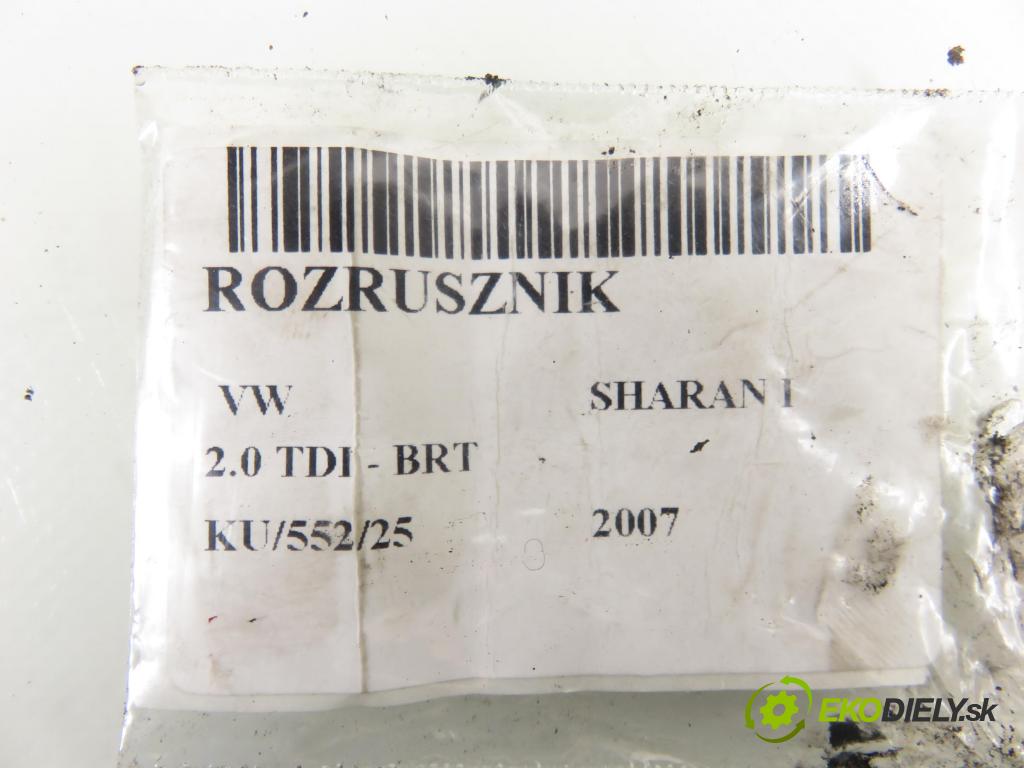 ROZRUSZNIK
VW SHARAN I
2.0 TDI - BRT
KU/552/25 2007
EKODIELY.sk